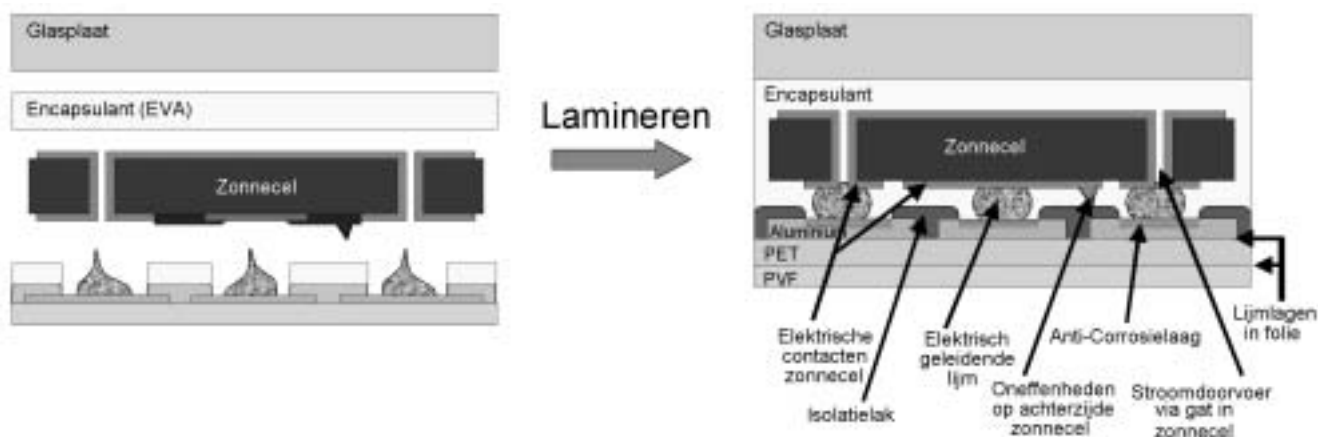 Glasplaat
Encapsulant (EVA)
Zonnecel
Lamineren
Glasplaat
Encapsulant
Zonnecel
Aluminium
PET
PVF
Elektrische
contacten
zonnecel
Isolatielak
Elektrisch
geleidende
lijm
Oneffenheden
op achterzijde
zonnecel
Anti-Corrosielaag
Stroomdoorvoer
via gat in
zonnecel
Lijmlagen
in folie